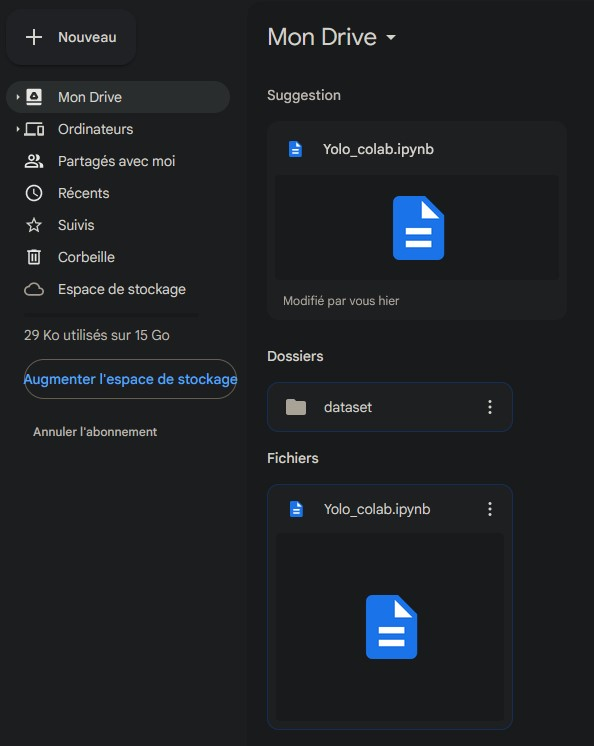 Nouveau
Mon Drive
Ordinateurs
Partagés avec moi
Récents
Suivis
Corbeille
Espace de stockage
29 Ko utilisés sur 15 Go
Augmenter l'espace de stockage
Annuler l'abonnement
Mon Drive
Suggestion
Yolo_colab.ipynb
Modifié par vous hier
Dossiers
dataset
Fichiers
Yolo_colab.ipynb